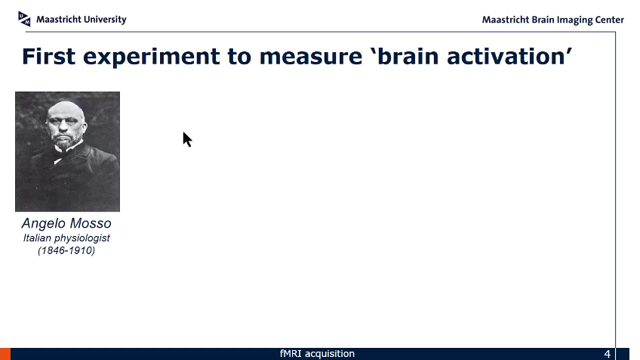 Maastricht University
Maastricht Brain Imaging Center
First experiment to measure ‘brain activation’
Angelo Mosso
Italian physiologist
(1846-1910)
fMRI acquisition
4